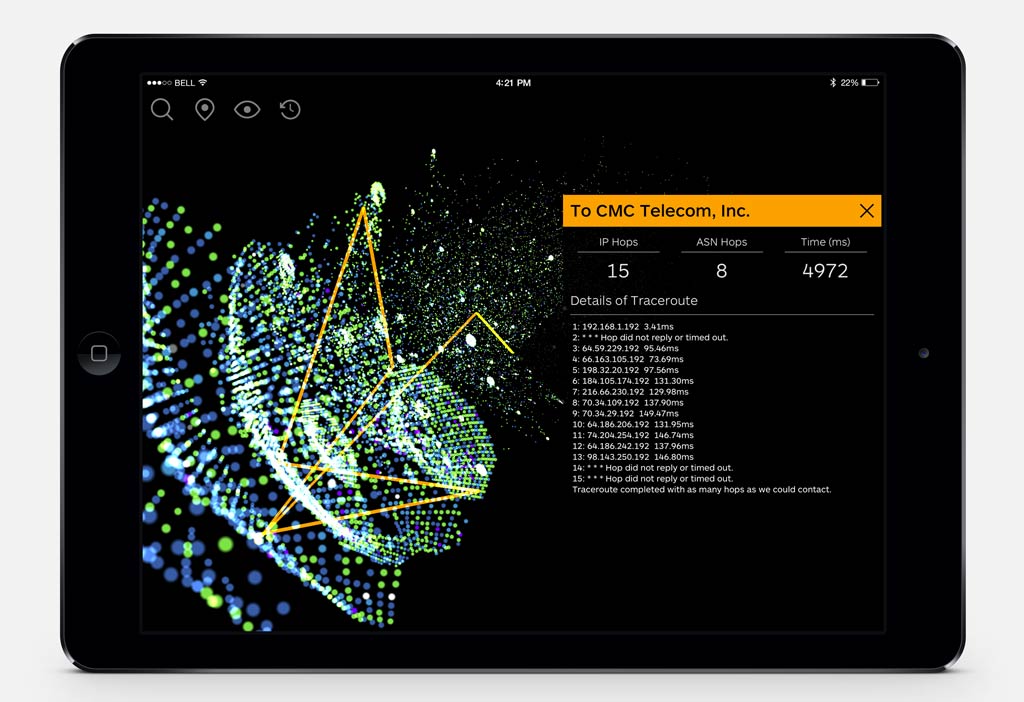 BELL 4:21 PM 22%
To CMC Telecom, Inc.
IP Hops ASN Hops Time (ms)
15 8 4972
Details of Traceroute
1: 192.168.1.192 3.41ms
2: * * * Hop did not reply or timed out.
3: 64.59.229.192 95.46ms
4: 66.163.105.192 73.69ms
5: 198.32.20.192 97.56ms
6: 184.105.174.192 131.30ms
7: 216.66.230.192 129.98ms
8: 70.34.109.192 137.90ms
9: 70.34.29.192 149.47ms
10: 64.186.206.192 131.95ms
11: 74.204.254.192 146.74ms
12: 64.186.242.192 137.96ms
13: 98.143.250.192 146.80ms
14: * * * Hop did not reply or timed out.
15: * * * Hop did not reply or timed out.
Traceroute completed with as many hops as we could contact.